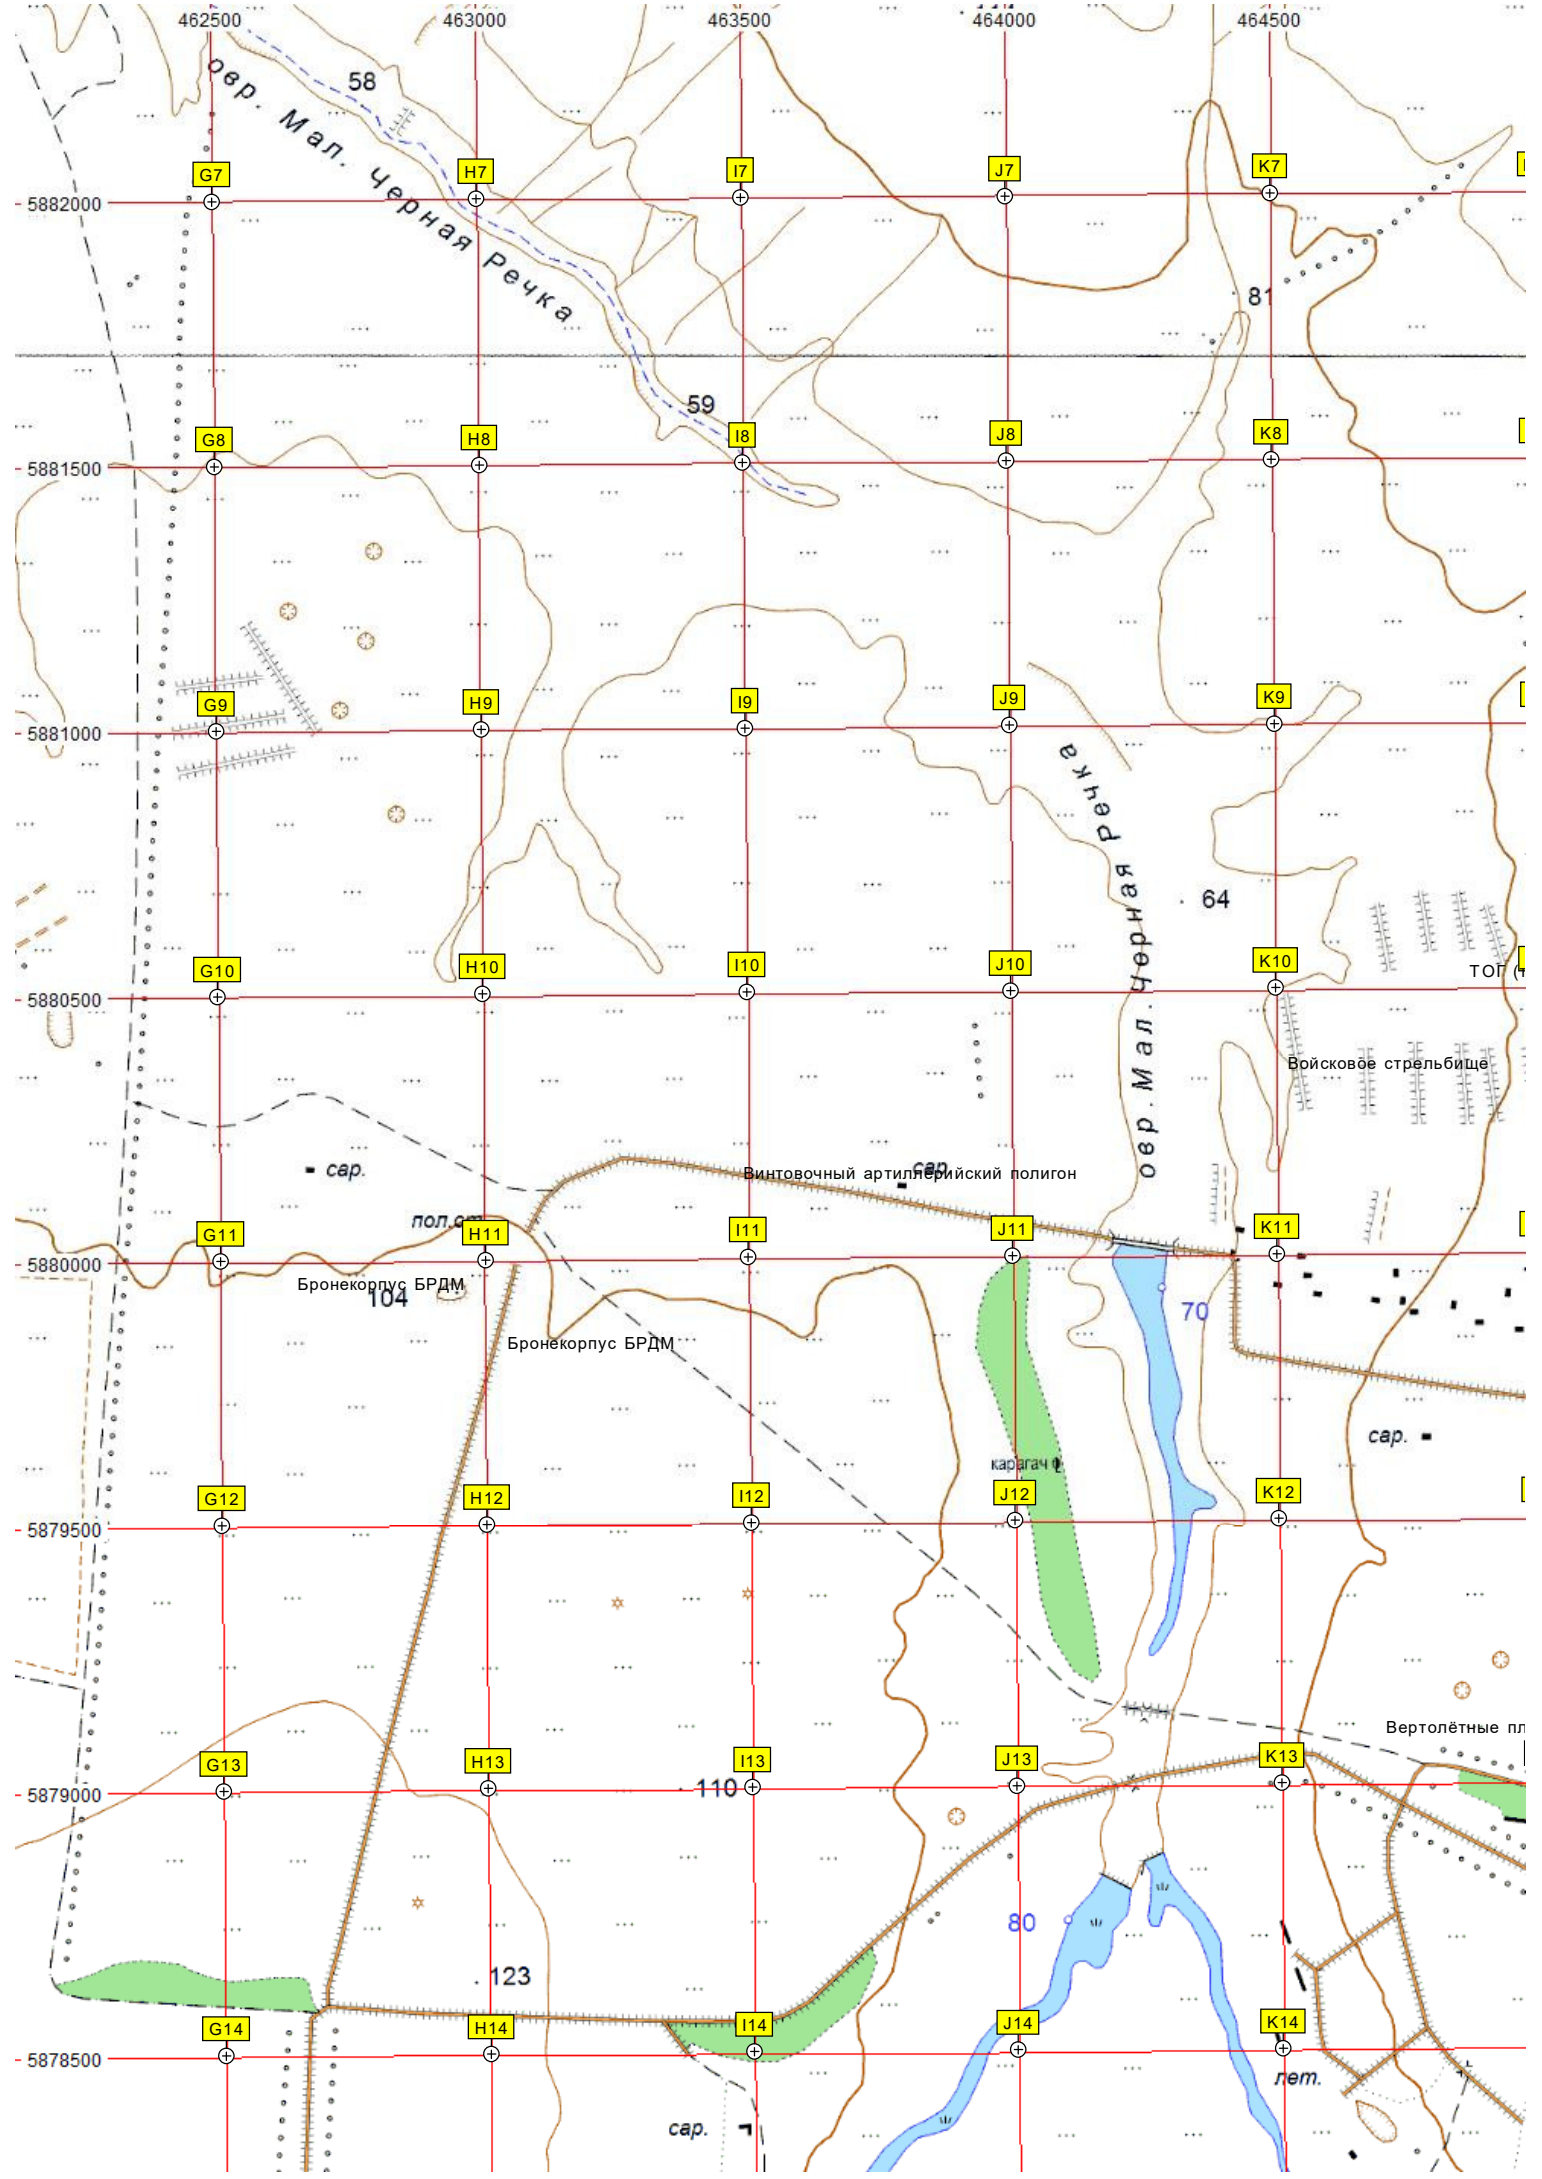 462500 463000 463500 464000 464500
58
овр. Мал. Черная Речка
G7 H7 I7 J7 K7
5882000
81
59
G8 H8 I8 J8 K8
5881500
G9 H9 I9 J9 K9
5881000
овр. Мал. Чорная Речка
64
G10 H10 I10 J10 K10
ТОГ (
5880500
Войсковое стрельбище
сар.
сар.
Винтовочный артиллерийский полигон
пол.ст.
G11 H11 I11 J11 K11
5880000
Бронекорпус БРДМ
104
70
Бронекорпус БРДМ
сар.
карагач
G12 H12 I12 J12 K12
5879500
Вертолётные пл
G13 H13 I13 J13 K13
5879000
110
80
123
G14 H14 I14 J14 K14
5878500
лет.
сар.